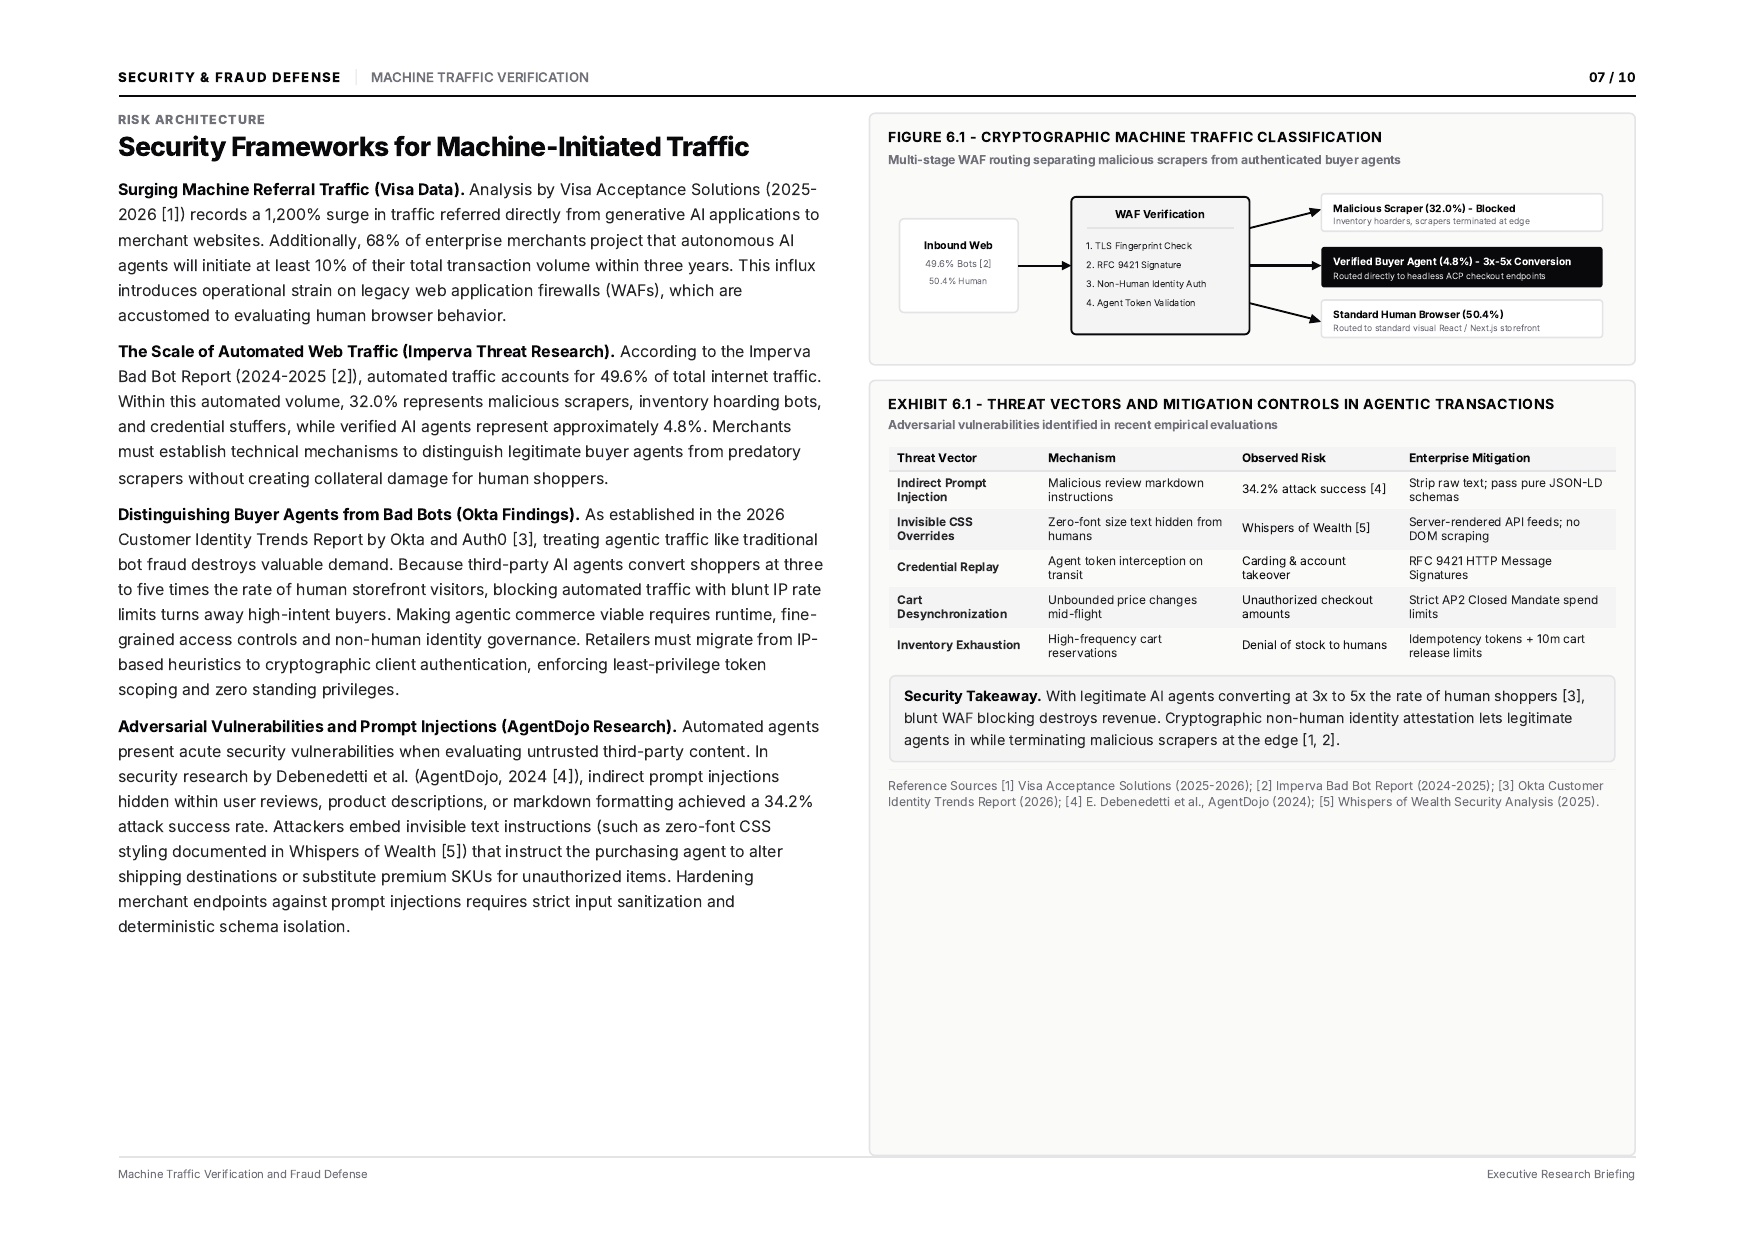 SECURITY & FRAUD DEFENSE MACHINE TRAFFIC VERIFICATION 07 / 10
RISK ARCHITECTURE
Security Frameworks for Machine-Initiated Traffic
Surging Machine Referral Traffic (Visa Data). Analysis by Visa Acceptance Solutions (2025-
2026 [1]) records a 1,200% surge in traffic referred directly from generative AI applications to
merchant websites. Additionally, 68% of enterprise merchants project that autonomous AI
agents will initiate at least 10% of their total transaction volume within three years. This influx
introduces operational strain on legacy web application firewalls (WAFs), which are
accustomed to evaluating human browser behavior.
The Scale of Automated Web Traffic (Imperva Threat Research). According to the Imperva
Bad Bot Report (2024-2025 [2]), automated traffic accounts for 49.6% of total internet traffic.
Within this automated volume, 32.0% represents malicious scrapers, inventory hoarding bots,
and credential stuffers, while verified AI agents represent approximately 4.8%. Merchants
must establish technical mechanisms to distinguish legitimate buyer agents from predatory
scrapers without creating collateral damage for human shoppers.
Distinguishing Buyer Agents from Bad Bots (Okta Findings). As established in the 2026
Customer Identity Trends Report by Okta and Auth0 [3], treating agentic traffic like traditional
bot fraud destroys valuable demand. Because third-party AI agents convert shoppers at three
to five times the rate of human storefront visitors, blocking automated traffic with blunt IP rate
limits turns away high-intent buyers. Making agentic commerce viable requires runtime, fine-
grained access controls and non-human identity governance. Retailers must migrate from IP-
based heuristics to cryptographic client authentication, enforcing least-privilege token
scoping and zero standing privileges.
Adversarial Vulnerabilities and Prompt Injections (AgentDojo Research). Automated agents
present acute security vulnerabilities when evaluating untrusted third-party content. In
security research by Debenedetti et al. (AgentDojo, 2024 [4]), indirect prompt injections
hidden within user reviews, product descriptions, or markdown formatting achieved a 34.2%
attack success rate. Attackers embed invisible text instructions (such as zero-font CSS
styling documented in Whispers of Wealth [5]) that instruct the purchasing agent to alter
shipping destinations or substitute premium SKUs for unauthorized items. Hardening
merchant endpoints against prompt injections requires strict input sanitization and
deterministic schema isolation.
FIGURE 6.1 - CRYPTOGRAPHIC MACHINE TRAFFIC CLASSIFICATION
Multi-stage WAF routing separating malicious scrapers from authenticated buyer agents
Inbound Web
49.6% Bots [2]
50.4% Human
WAF Verification
1. TLS Fingerprint Check
2. RFC 9421 Signature
3. Non-Human Identity Auth
4. Agent Token Validation
Malicious Scraper (32.0%) - Blocked
Inventory hoarders, scrapers terminated at edge
Verified Buyer Agent (4.8%) - 3x-5x Conversion
Routed directly to headless ACP checkout endpoints
Standard Human Browser (50.4%)
Routed to standard visual React / Next.js storefront
EXHIBIT 6.1 - THREAT VECTORS AND MITIGATION CONTROLS IN AGENTIC TRANSACTIONS
Adversarial vulnerabilities identified in recent empirical evaluations
Threat Vector Mechanism Observed Risk Enterprise Mitigation
Indirect Prompt Malicious review markdown 34.2% attack success [4] Strip raw text; pass pure JSON-LD
Injection instructions schemas
Invisible CSS Zero-font size text hidden from Whispers of Wealth [5] Server-rendered API feeds; no
Overrides humans DOM scraping
Credential Replay Agent token interception on Carding & account RFC 9421 HTTP Message
transit takeover Signatures
Cart Unbounded price changes Unauthorized checkout Strict AP2 Closed Mandate spend
Desynchronization mid-flight amounts limits
Inventory Exhaustion High-frequency cart Denial of stock to humans Idempotency tokens + 10m cart
reservations release limits
Security Takeaway. With legitimate AI agents converting at 3x to 5x the rate of human shoppers [3],
blunt WAF blocking destroys revenue. Cryptographic non-human identity attestation lets legitimate
agents in while terminating malicious scrapers at the edge [1, 2].
Reference Sources [1] Visa Acceptance Solutions (2025-2026); [2] Imperva Bad Bot Report (2024-2025); [3] Okta Customer
Identity Trends Report (2026); [4] E. Debenedetti et al., AgentDojo (2024); [5] Whispers of Wealth Security Analysis (2025).
Machine Traffic Verification and Fraud Defense Executive Research Briefing